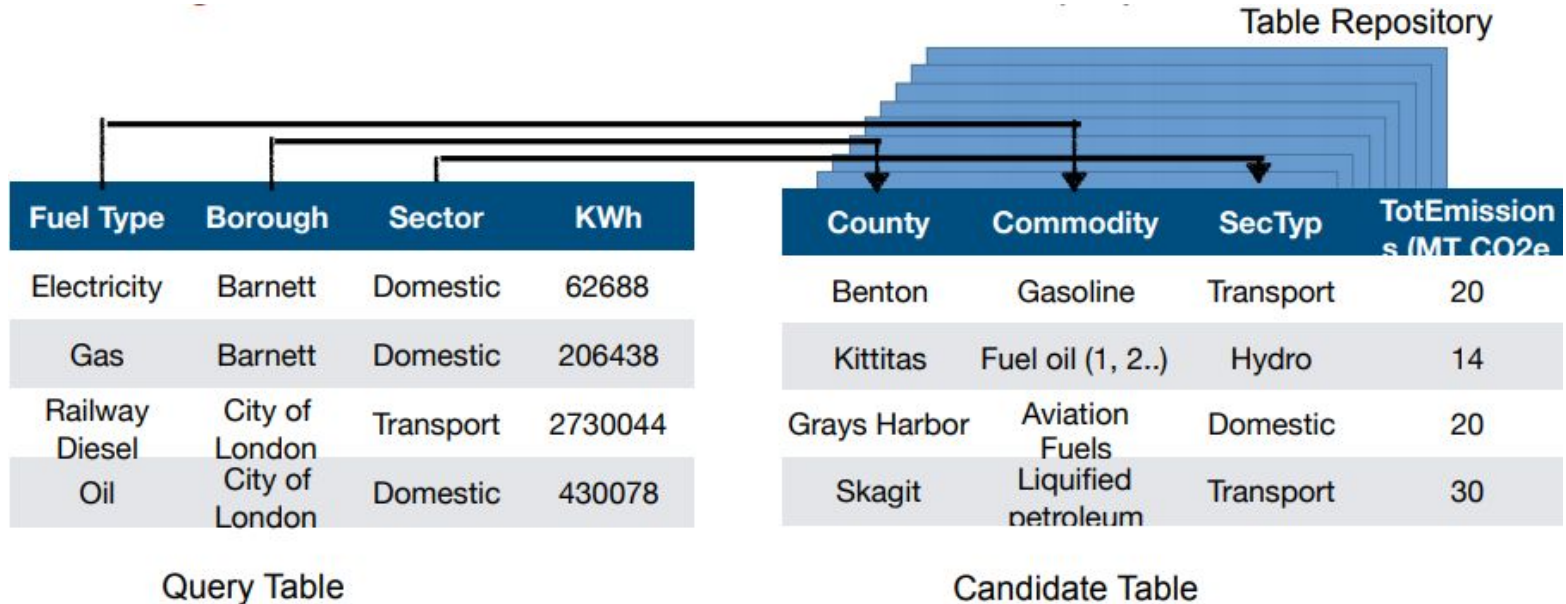 Table Repository
Fuel Type Borough Sector KWh
Electricity Barnett Domestic 62688
Gas Barnett Domestic 206438
Railway Diesel City of London Transport 2730044
Oil City of London Domestic 430078
Query Table
County Commodity SecTyp TotEmission
s (MT CO2e
Benton Gasoline Transport 20
Kittitas Fuel oil (1, 2..) Hydro 14
Grays Harbor Aviation Fuels Domestic 20
Skagit Liquified petroleum Transport 30
Candidate Table